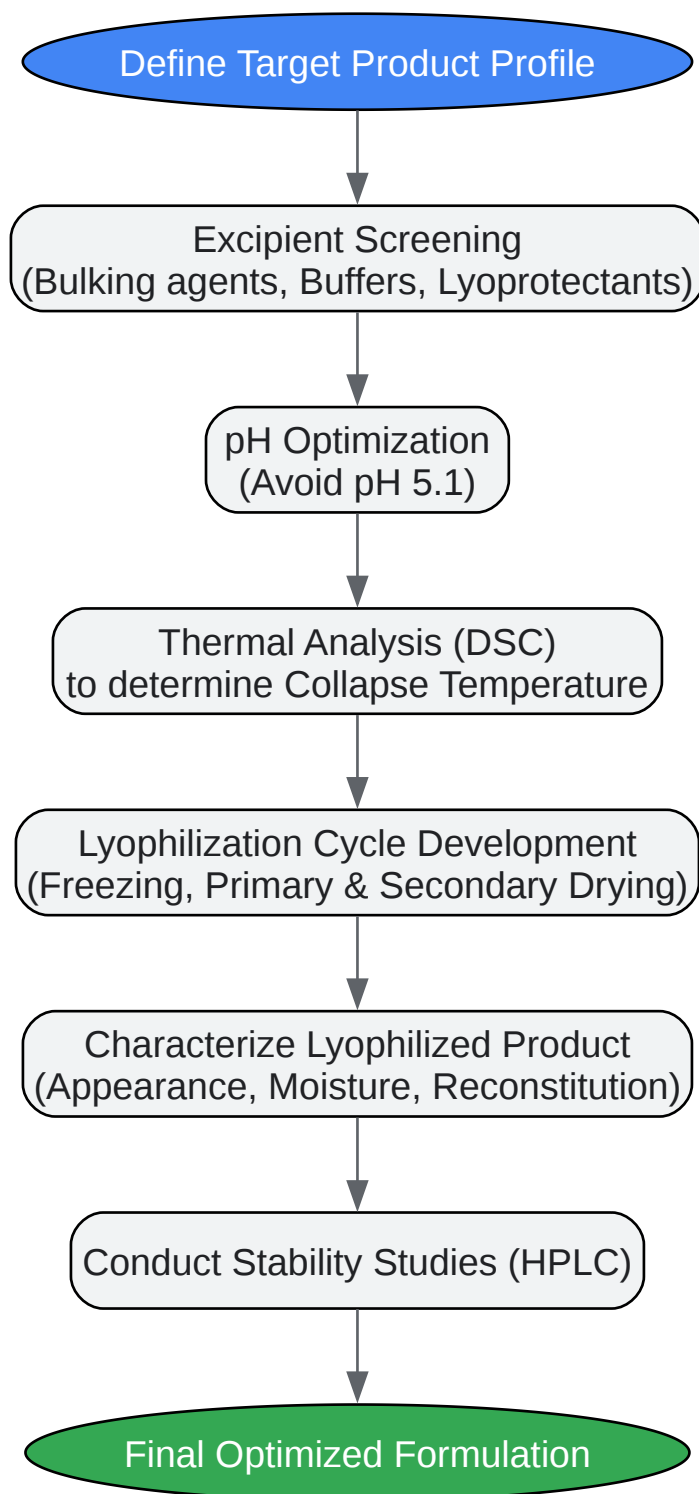 Define Target Product Profile
Excipient Screening
(Bulking agents, Buffers, Lyoprotectants)
pH Optimization
(Avoid pH 5.1)
Thermal Analysis (DSC)
to determine Collapse Temperature
Lyophilization Cycle Development
(Freezing, Primary & Secondary Drying)
Characterize Lyophilized Product
(Appearance, Moisture, Reconstitution)
Conduct Stability Studies (HPLC)
Final Optimized Formulation